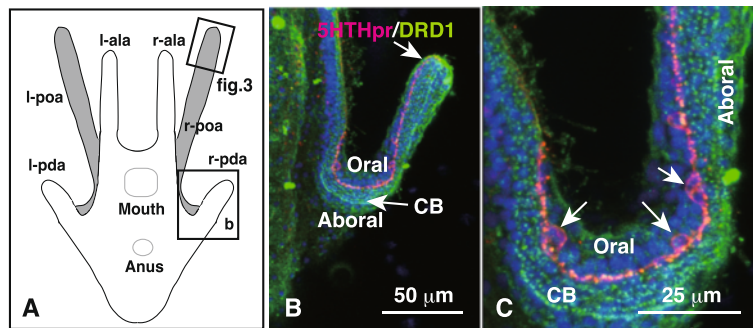 l-ala r-ala
fig.3
l-poa
r-poa
l-pda r-pda
Mouth
b
Anus
A
5HTHpr/DRD1
Oral
CB
Aboral
B
50 μm
Aboral
Oral
CB
C
25 μm